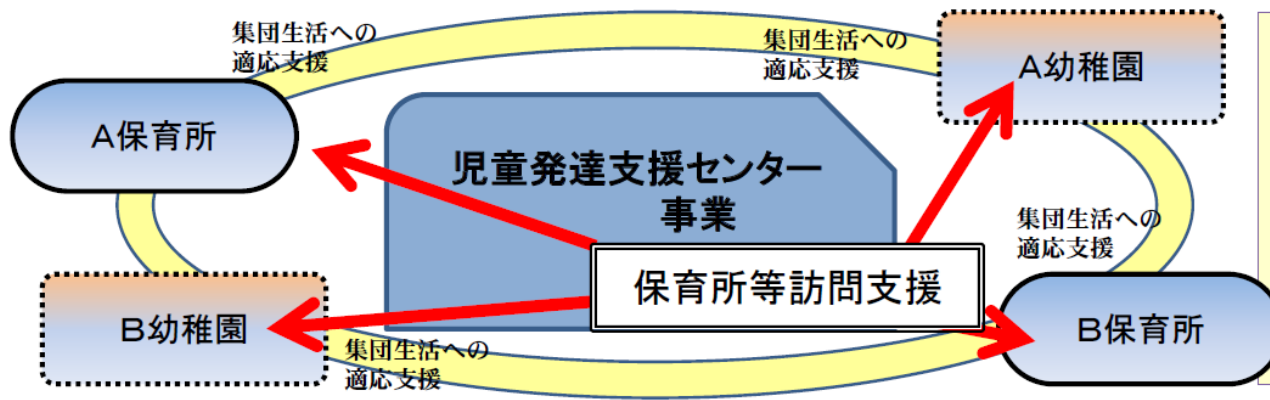 集団生活への
適応支援
集団生活への
適応支援
A幼稚園
A保育所
児童発達支援センター
事業
集団生活への
適応支援
保育所等訪問支援
B幼稚園
B保育所
集団生活への
適応支援